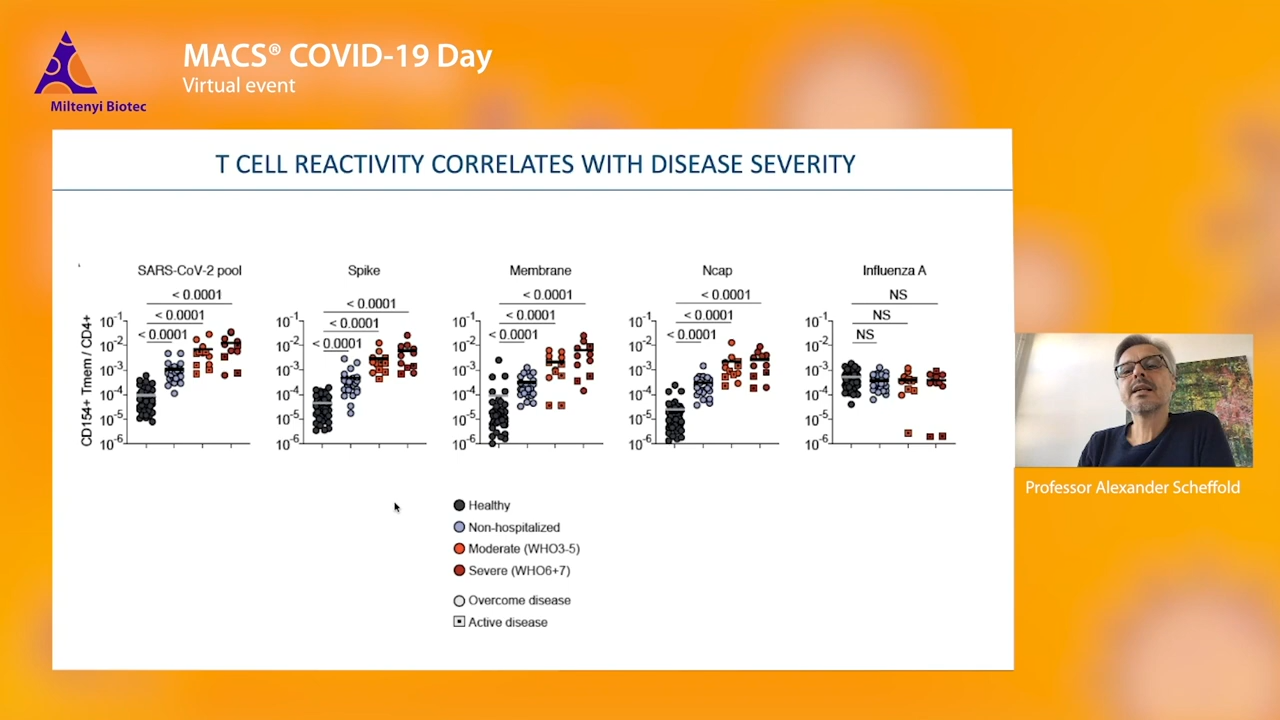 MACS® COVID-19 Day
Virtual event
Miltenyi Biotec
T CELL REACTIVITY CORRELATES WITH DISEASE SEVERITY
SARS-CoV-2 pool
Spike
Membrane
Ncap
Influenza A
< 0.0001
< 0.0001
< 0.0001
< 0.0001
< 0.0001
< 0.0001
< 0.0001
< 0.0001
< 0.0001
< 0.0001
< 0.0001
< 0.0001
NS
NS
NS
CD154+ Tmem / CD4+
10-1
10-2
10-3
10-4
10-5
10-6
10-1
10-2
10-3
10-4
10-5
10-6
10-1
10-2
10-3
10-4
10-5
10-6
10-1
10-2
10-3
10-4
10-5
10-6
10-1
10-2
10-3
10-4
10-5
10-6
Healthy
Non-hospitalized
Moderate (WHO3-5)
Severe (WHO6+7)
Overcome disease
Active disease
Professor Alexander Scheffold